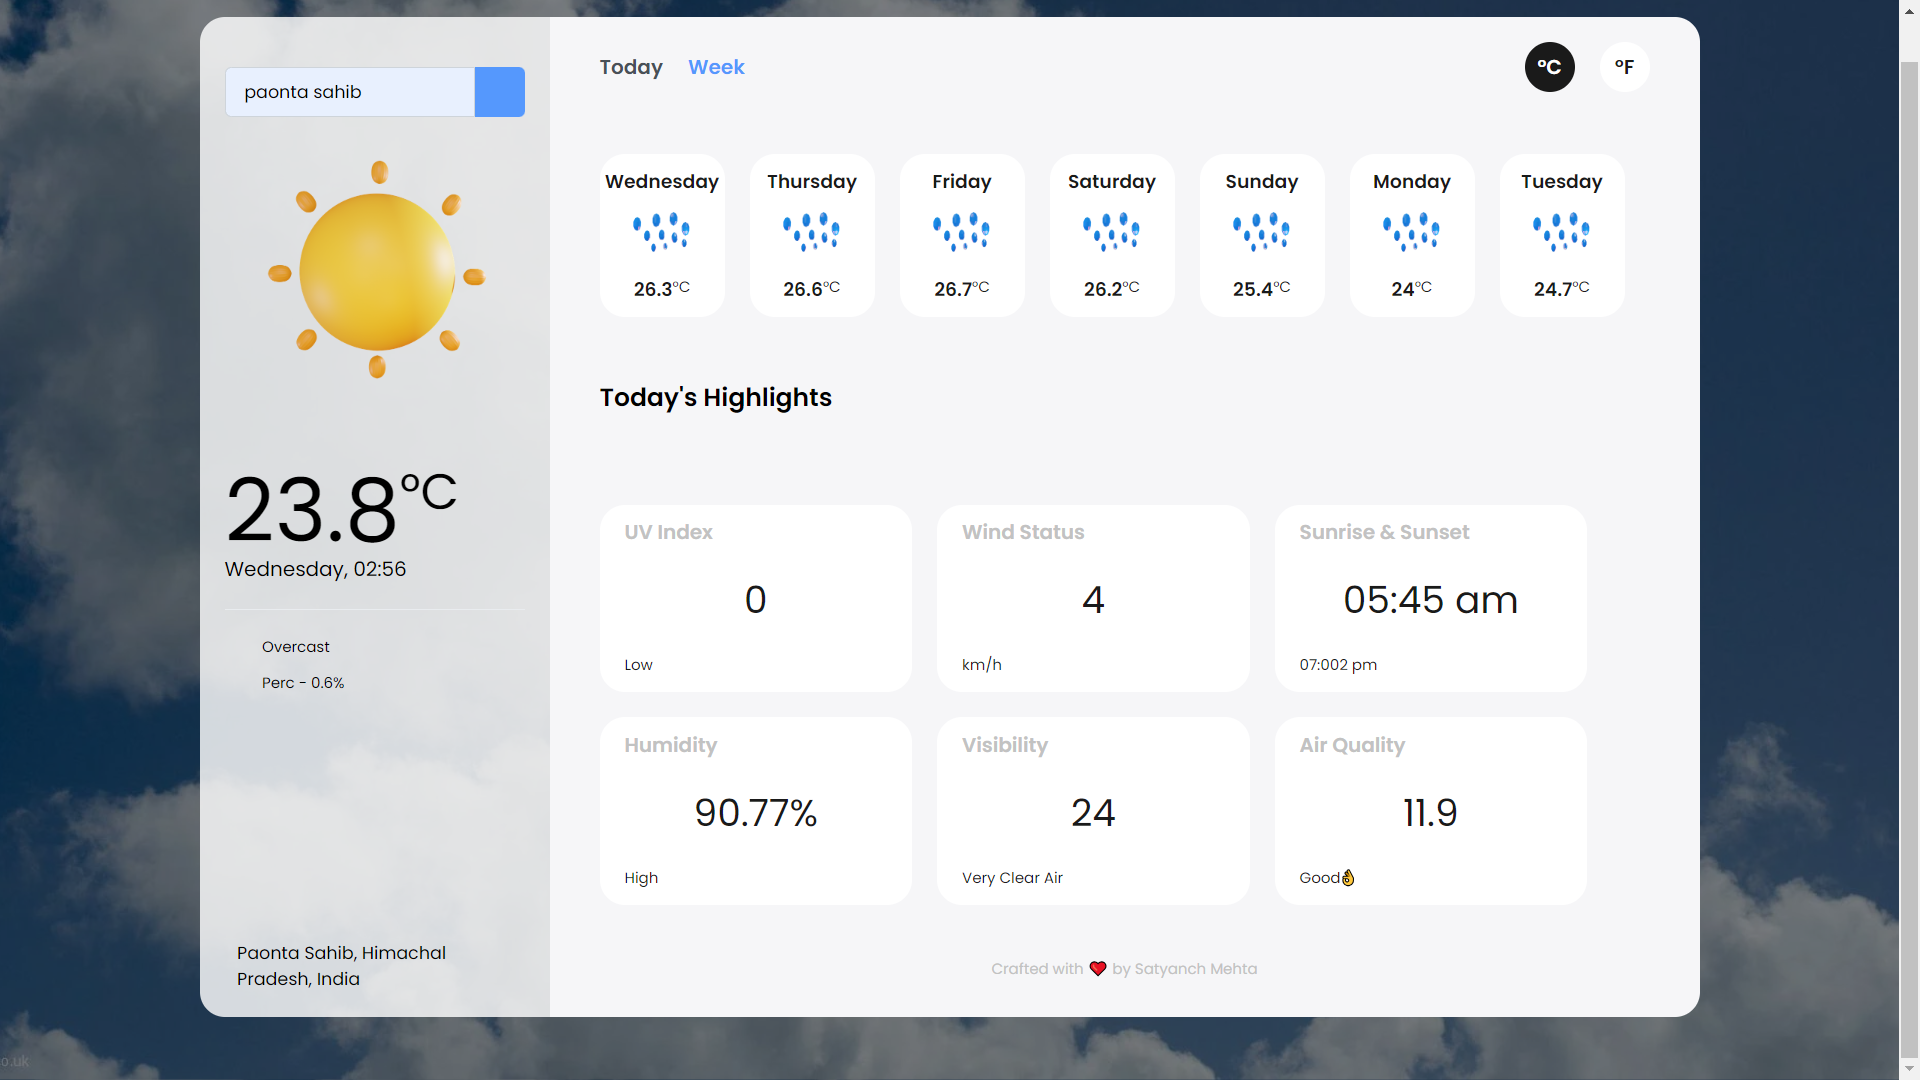 paonta sahib
23.8°C
Wednesday, 02:56
Overcast
Perc - 0.6%
Paonta Sahib, Himachal
Pradesh, India
Today Week
°C °F
Wednesday Thursday Friday Saturday Sunday Monday Tuesday
26.3°C 26.6°C 26.7°C 26.2°C 25.4°C 24°C 24.7°C
Today's Highlights
UV Index
0
Low
Wind Status
4
km/h
Sunrise & Sunset
05:45 am
07:002 pm
Humidity
90.77%
High
Visibility
24
Very Clear Air
Air Quality
11.9
Good👌
Crafted with ❤️ by Satyanch Mehta
o.uk